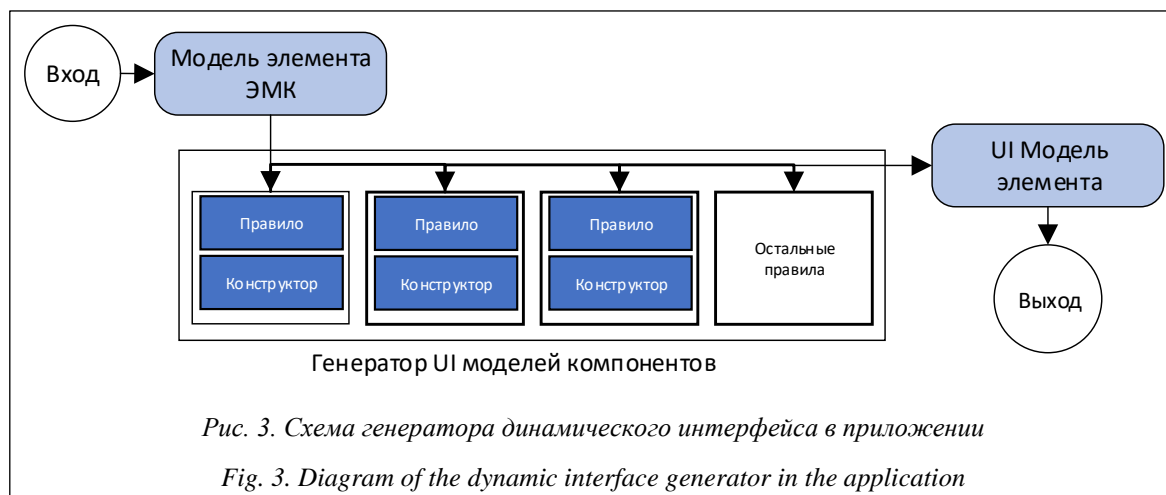 Вход
Модель элемента
ЭМК
UI Модель
элемента
Правило
Конструктор
Правило
Конструктор
Правило
Конструктор
Остальные
правила
Выход
Генератор UI моделей компонентов
Рис. 3. Схема генератора динамического интерфейса в приложении
Fig. 3. Diagram of the dynamic interface generator in the application